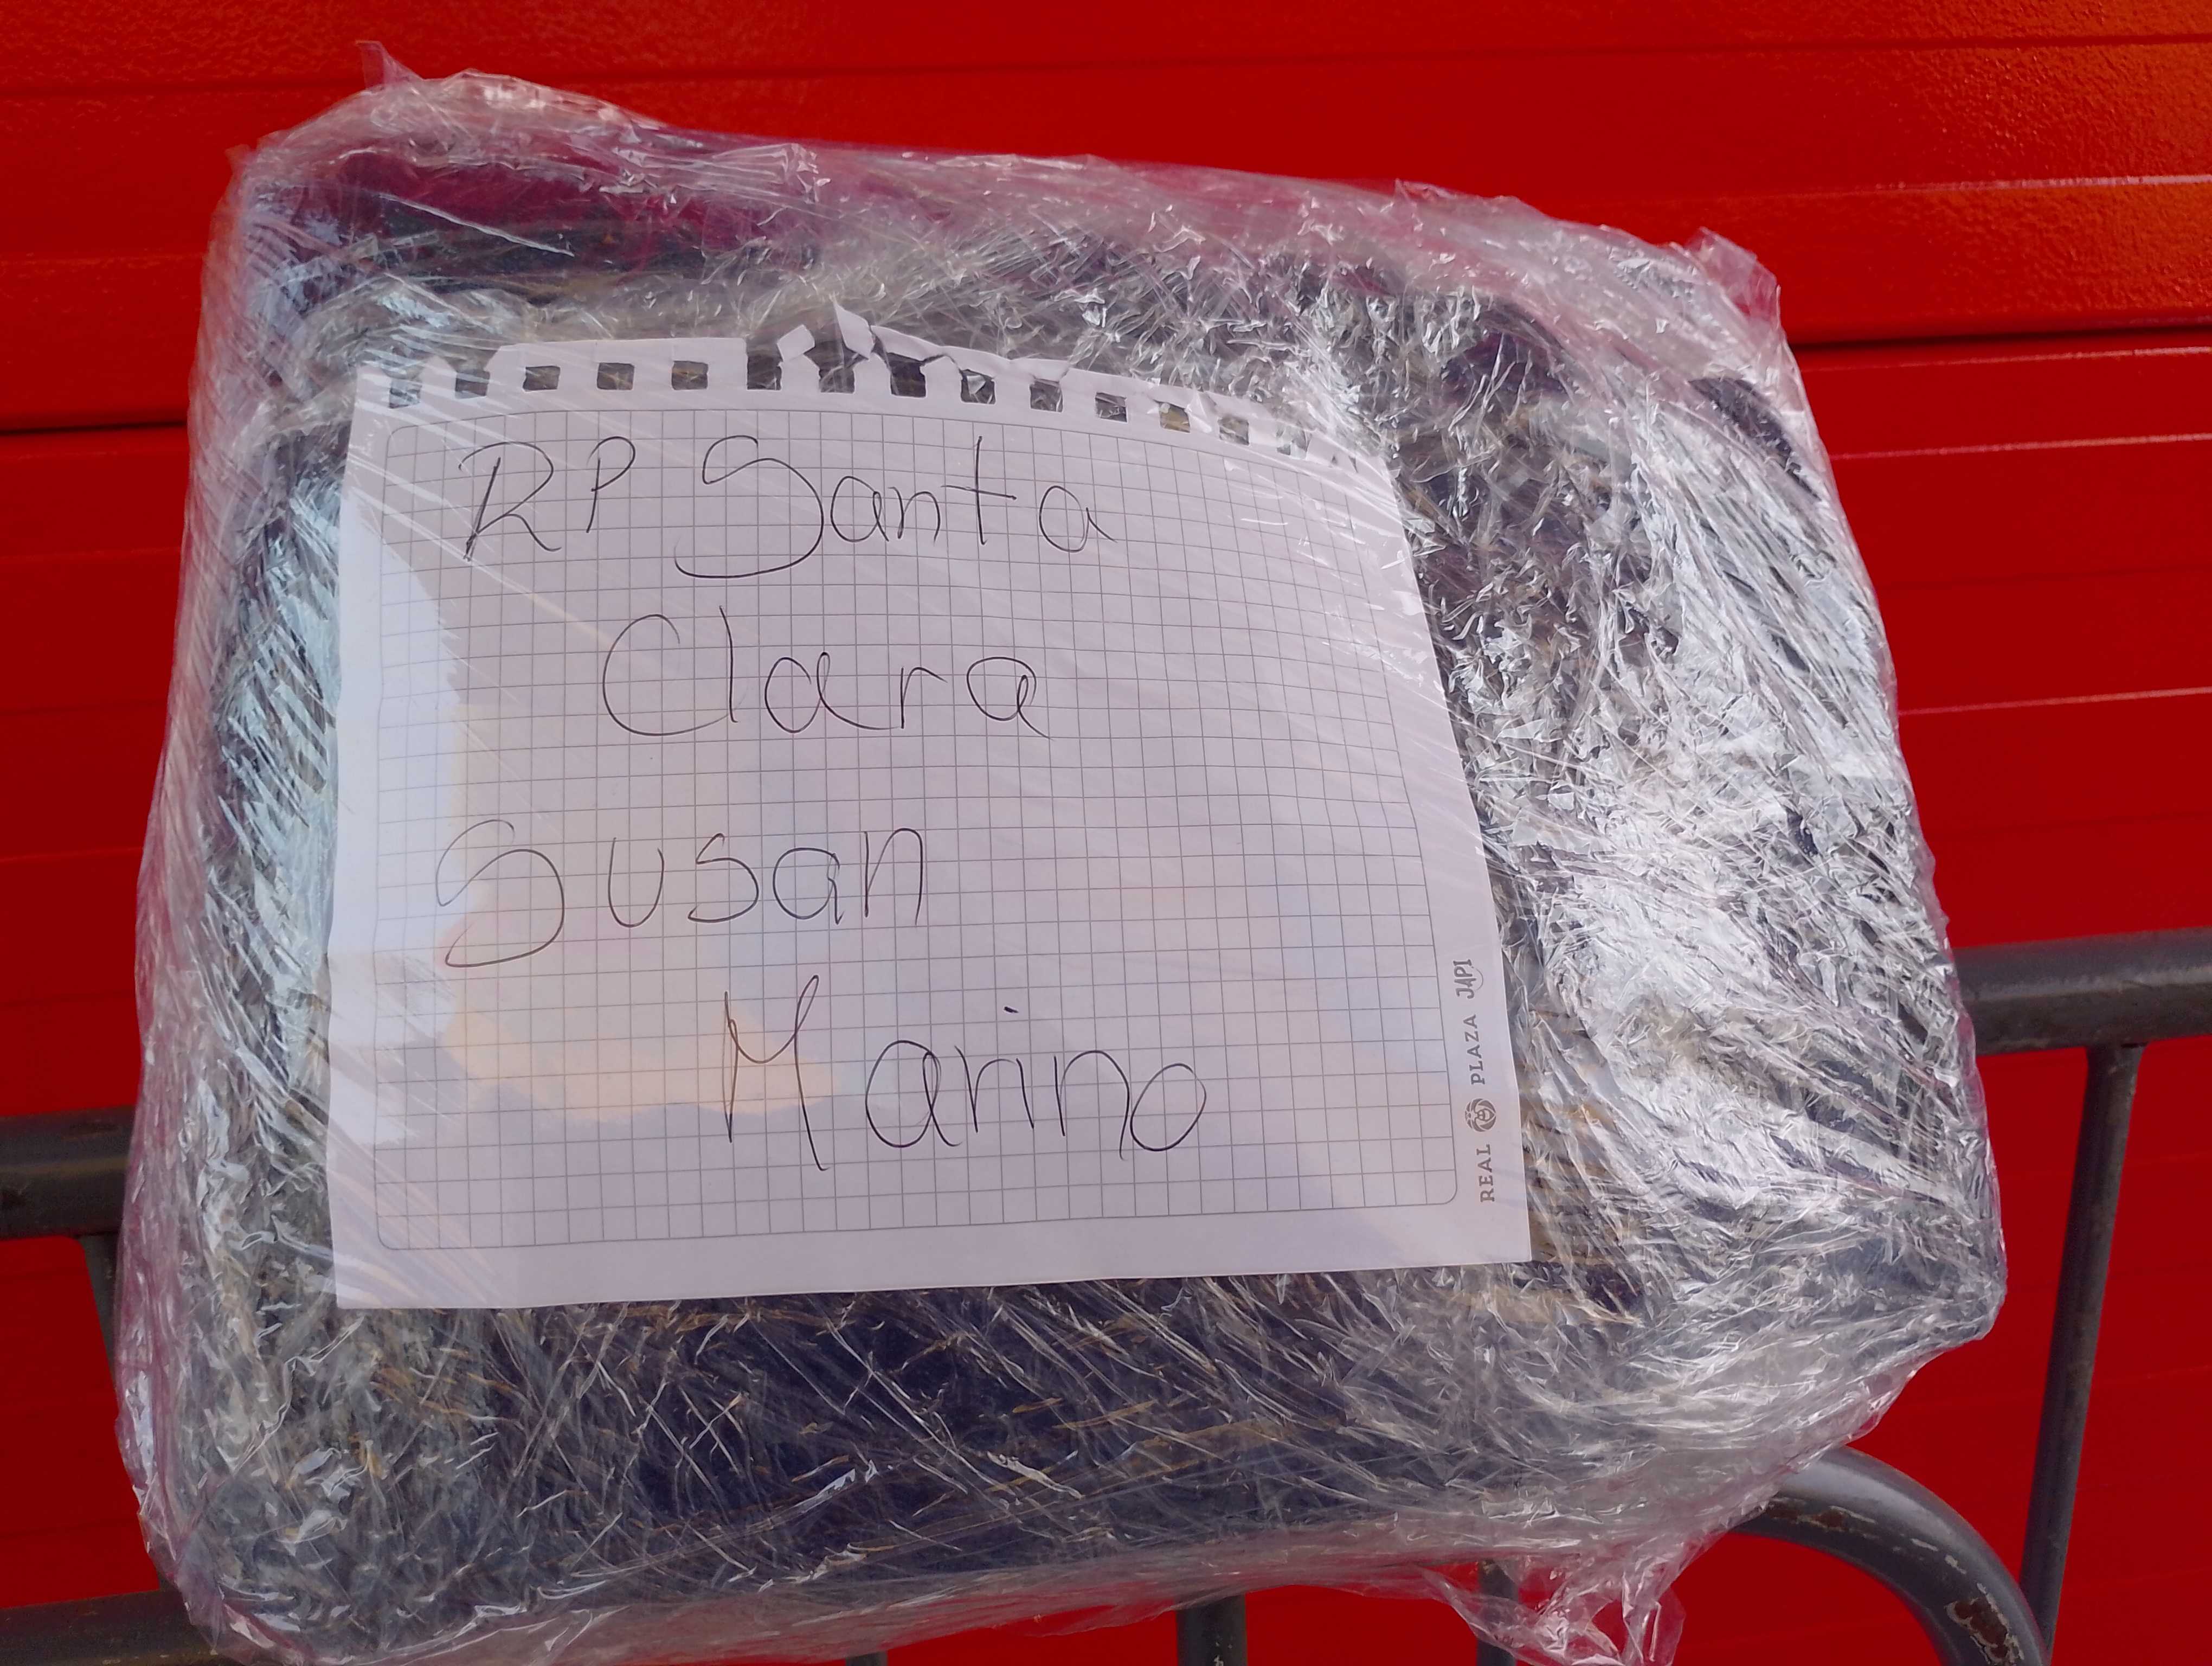 RP Santa
Clara
Susan
Marino
REAL PLAZA JAPI